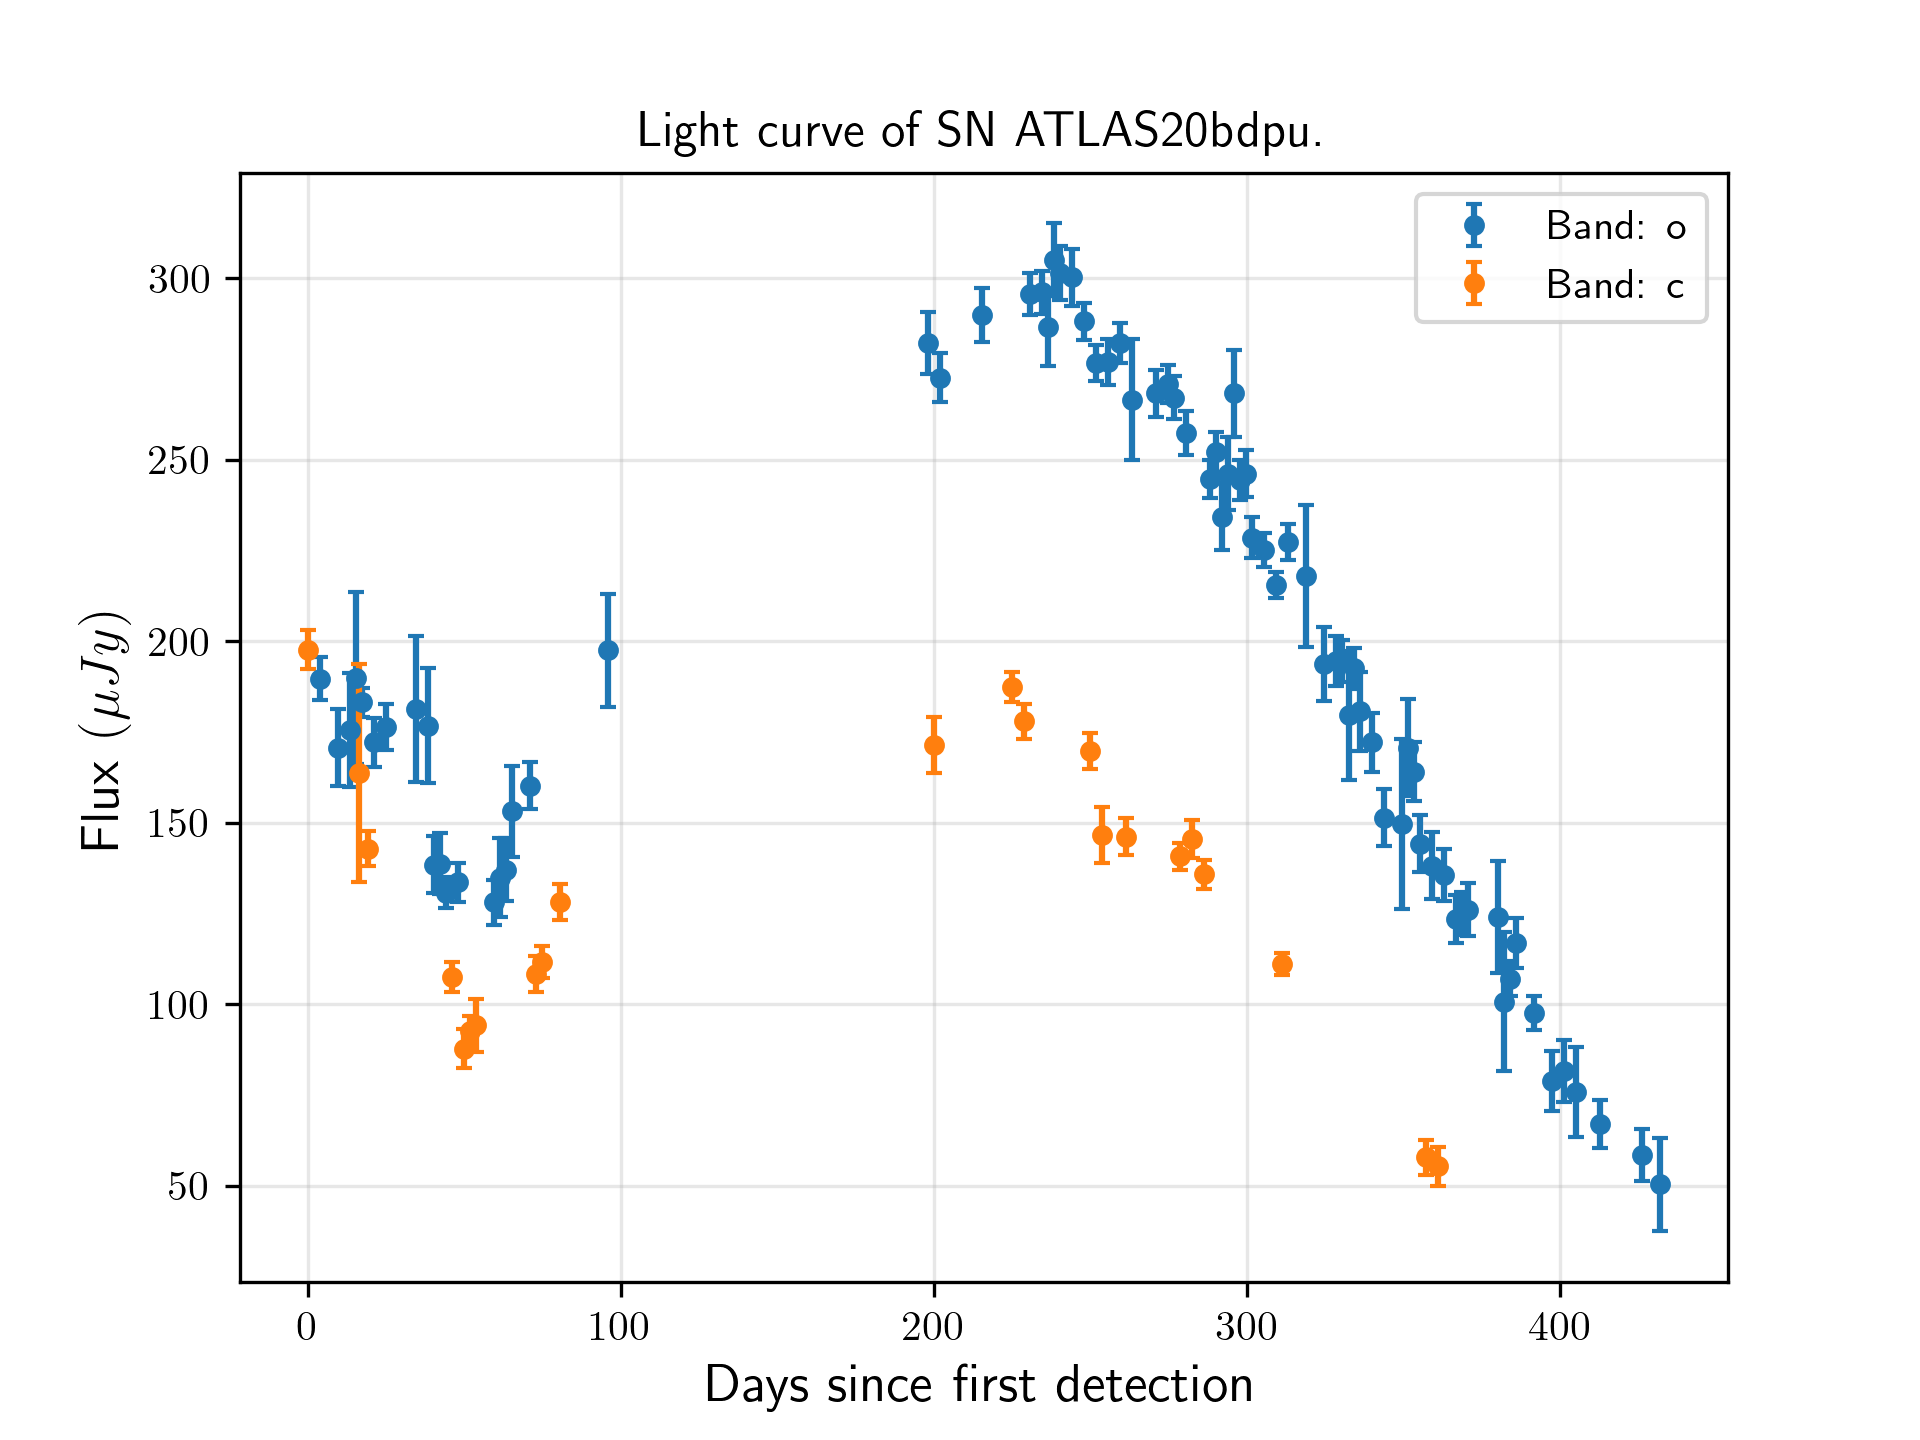 Light curve of SN ATLAS20bdpu.
Band: o
Band: c
Flux (μJy)
300
250
200
150
100
50
0 100 200 300 400
Days since first detection